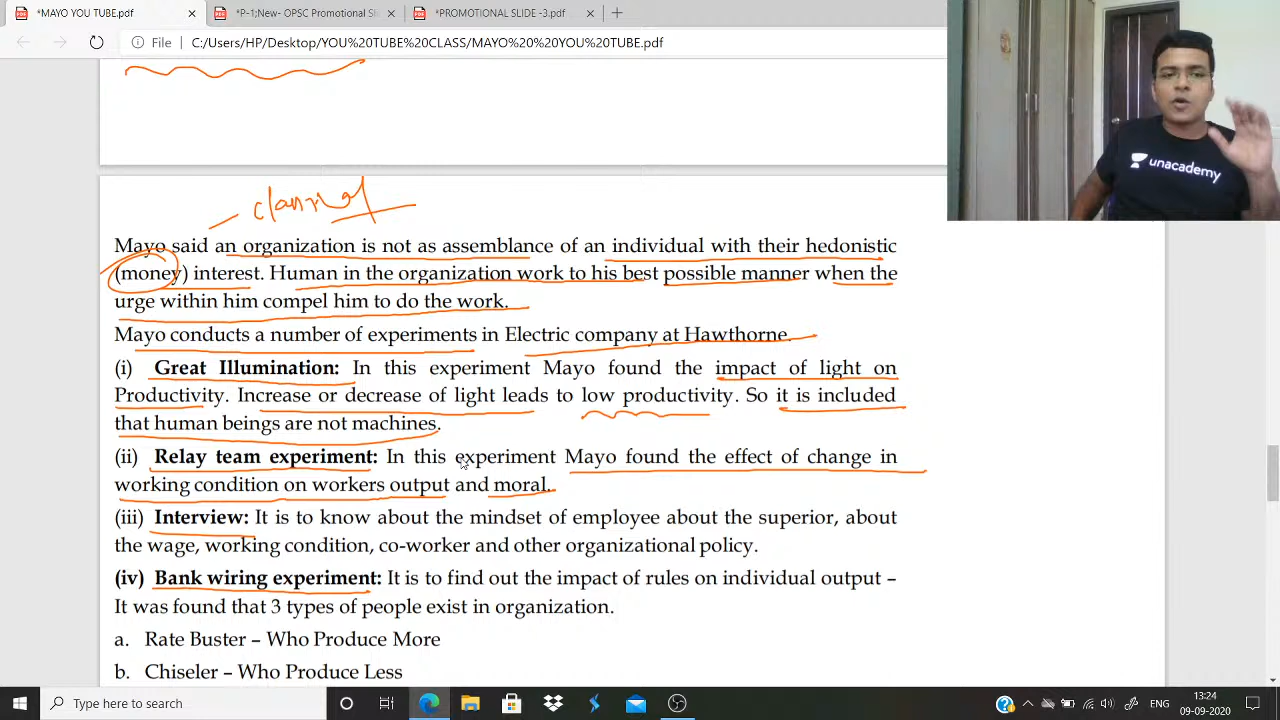 *MAYO YOU TUBE.pdf
*P-1;New- OPSC Promotional Sl
*PROMOTIONAL SLIDE -3.pdf
File
C:/Users/HP/Desktop/YOU%20TUBE%20CLASS/MAYO%20%20YOU%20TUBE.pdf
unacademy
Mayo said an organization is not as assemblance of an individual with their hedonistic
(money) interest. Human in the organization work to his best possible manner when the
urge within him compel him to do the work.
Mayo conducts a number of experiments in Electric company at Hawthorne.
(i) Great Illumination: In this experiment Mayo found the impact of light on
Productivity. Increase or decrease of light leads to low productivity. So it is included
that human beings are not machines.
(ii) Relay team experiment: In this experiment Mayo found the effect of change in
working condition on workers output and moral.
(iii) Interview: It is to know about the mindset of employee about the superior, about
the wage, working condition, co-worker and other organizational policy.
(iv) Bank wiring experiment: It is to find out the impact of rules on individual output –
It was found that 3 types of people exist in organization.
a. Rate Buster – Who Produce More
b. Chiseler – Who Produce Less
Type here to search
ENG
13:24
09-09-2020